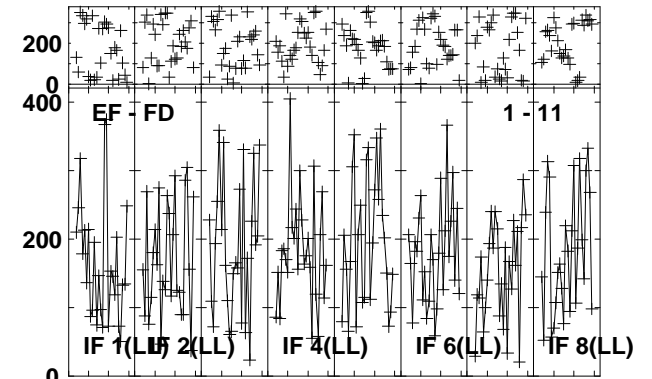 200
0
400
EF - FD 1 - 11
200
IF 1(LL) IF 2(LL) IF 4(LL) IF 6(LL) IF 8(LL)
0